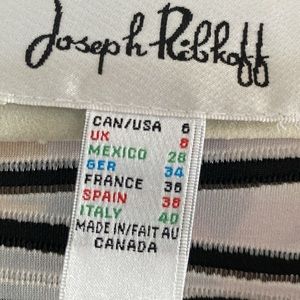 Joseph Ribkoff
CAN/USA 6
UK 8
MEXICO 28
GER 34
FRANCE 36
SPAIN 38
ITALY 40
MADE IN/FAIT AU
CANADA